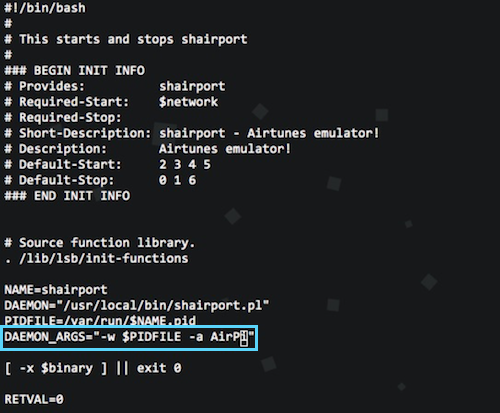 #!/bin/bash
#
# This starts and stops shairport
#
### BEGIN INIT INFO
# Provides:          shairport
# Required-Start:    $network
# Required-Stop:
# Short-Description: shairport - Airtunes emulator!
# Description:       Airtunes emulator!
# Default-Start:     2 3 4 5
# Default-Stop:      0 1 6
### END INIT INFO
# Source function library.
. /lib/lsb/init-functions
NAME=shairport
DAEMON="/usr/local/bin/shairport.pl"
PIDFILE=/var/run/$NAME.pid
DAEMON_ARGS="-w $PIDFILE -a AirPi"
[ -x $binary ] || exit 0
RETVAL=0